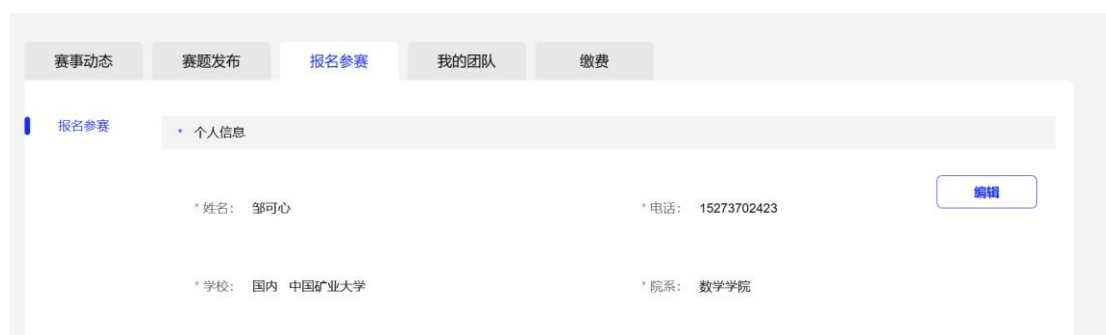 赛事动态 赛题发布 报名参赛 我的团队 缴费
报名参赛 * 个人信息
编辑
*姓名： 邹可心 *电话： 15273702423
*学校： 国内 中国矿业大学 *院系： 数学学院